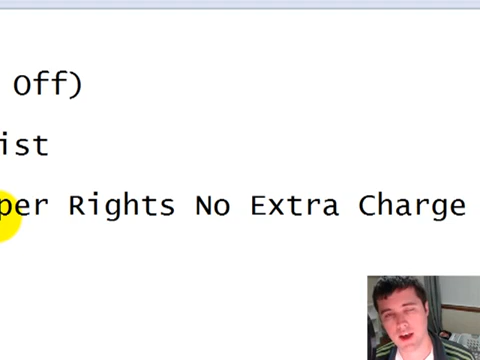 Off)
ist
per Rights No Extra Charge